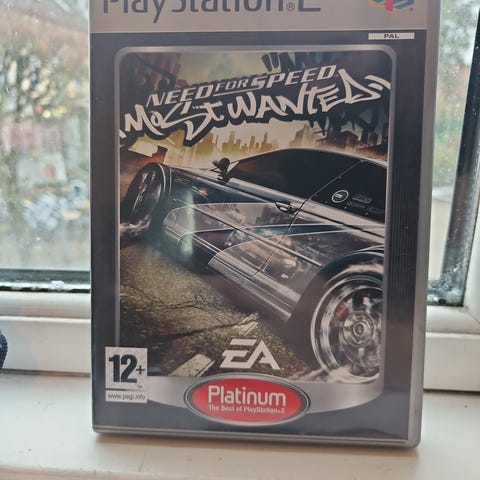 PlayStation®2
PAL
NEED FOR SPEED
MOST WANTED
EA
12+
www.pegi.info
Platinum
The Best of PlayStation®2